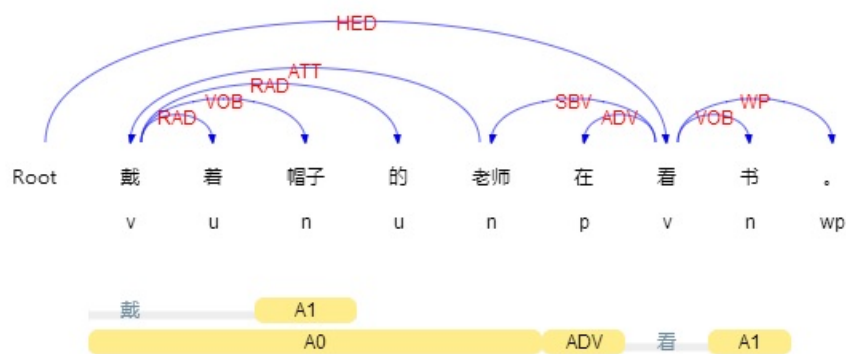 HED
ATT
RAD
VOB SBV WP
RAD ADV VOB
Root 戴 着 帽子 的 老师 在 看 书 。
v u n u n p v n wp
戴 A1
A0 ADV 看 A1